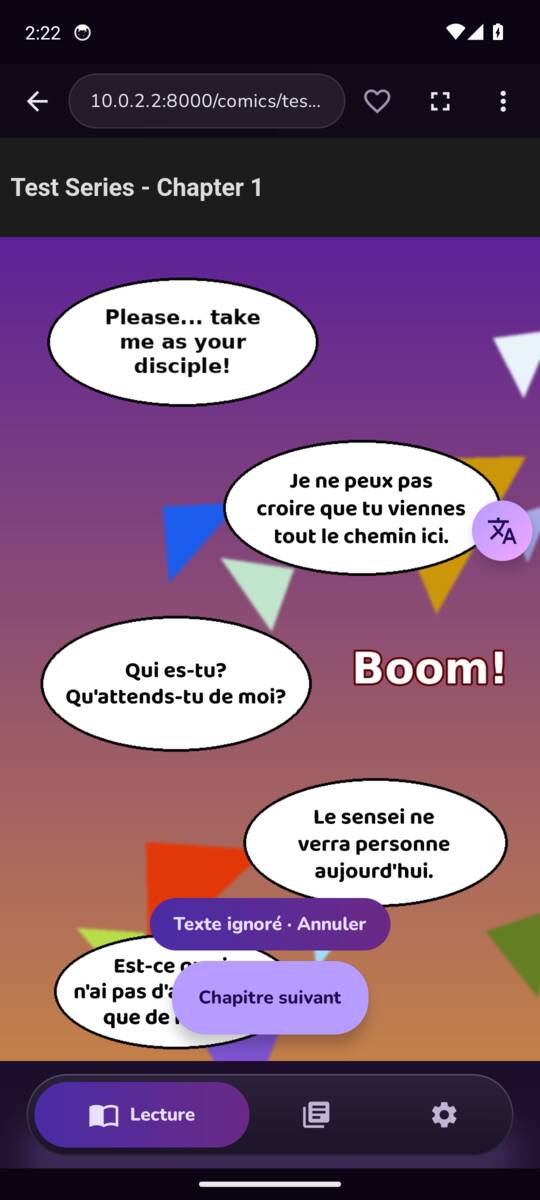 2:22
10.0.2.2:8000/comics/tes...
Test Series - Chapter 1
Please... take
me as your
disciple!
Je ne peux pas
croire que tu viennes
tout le chemin ici.
Qui es-tu?
Qu'attends-tu de moi?
Boom!
Le sensei ne
verra personne
aujourd'hui.
Texte ignoré · Annuler
Est-ce
n'ai pas
que de
Chapitre suivant
Lecture